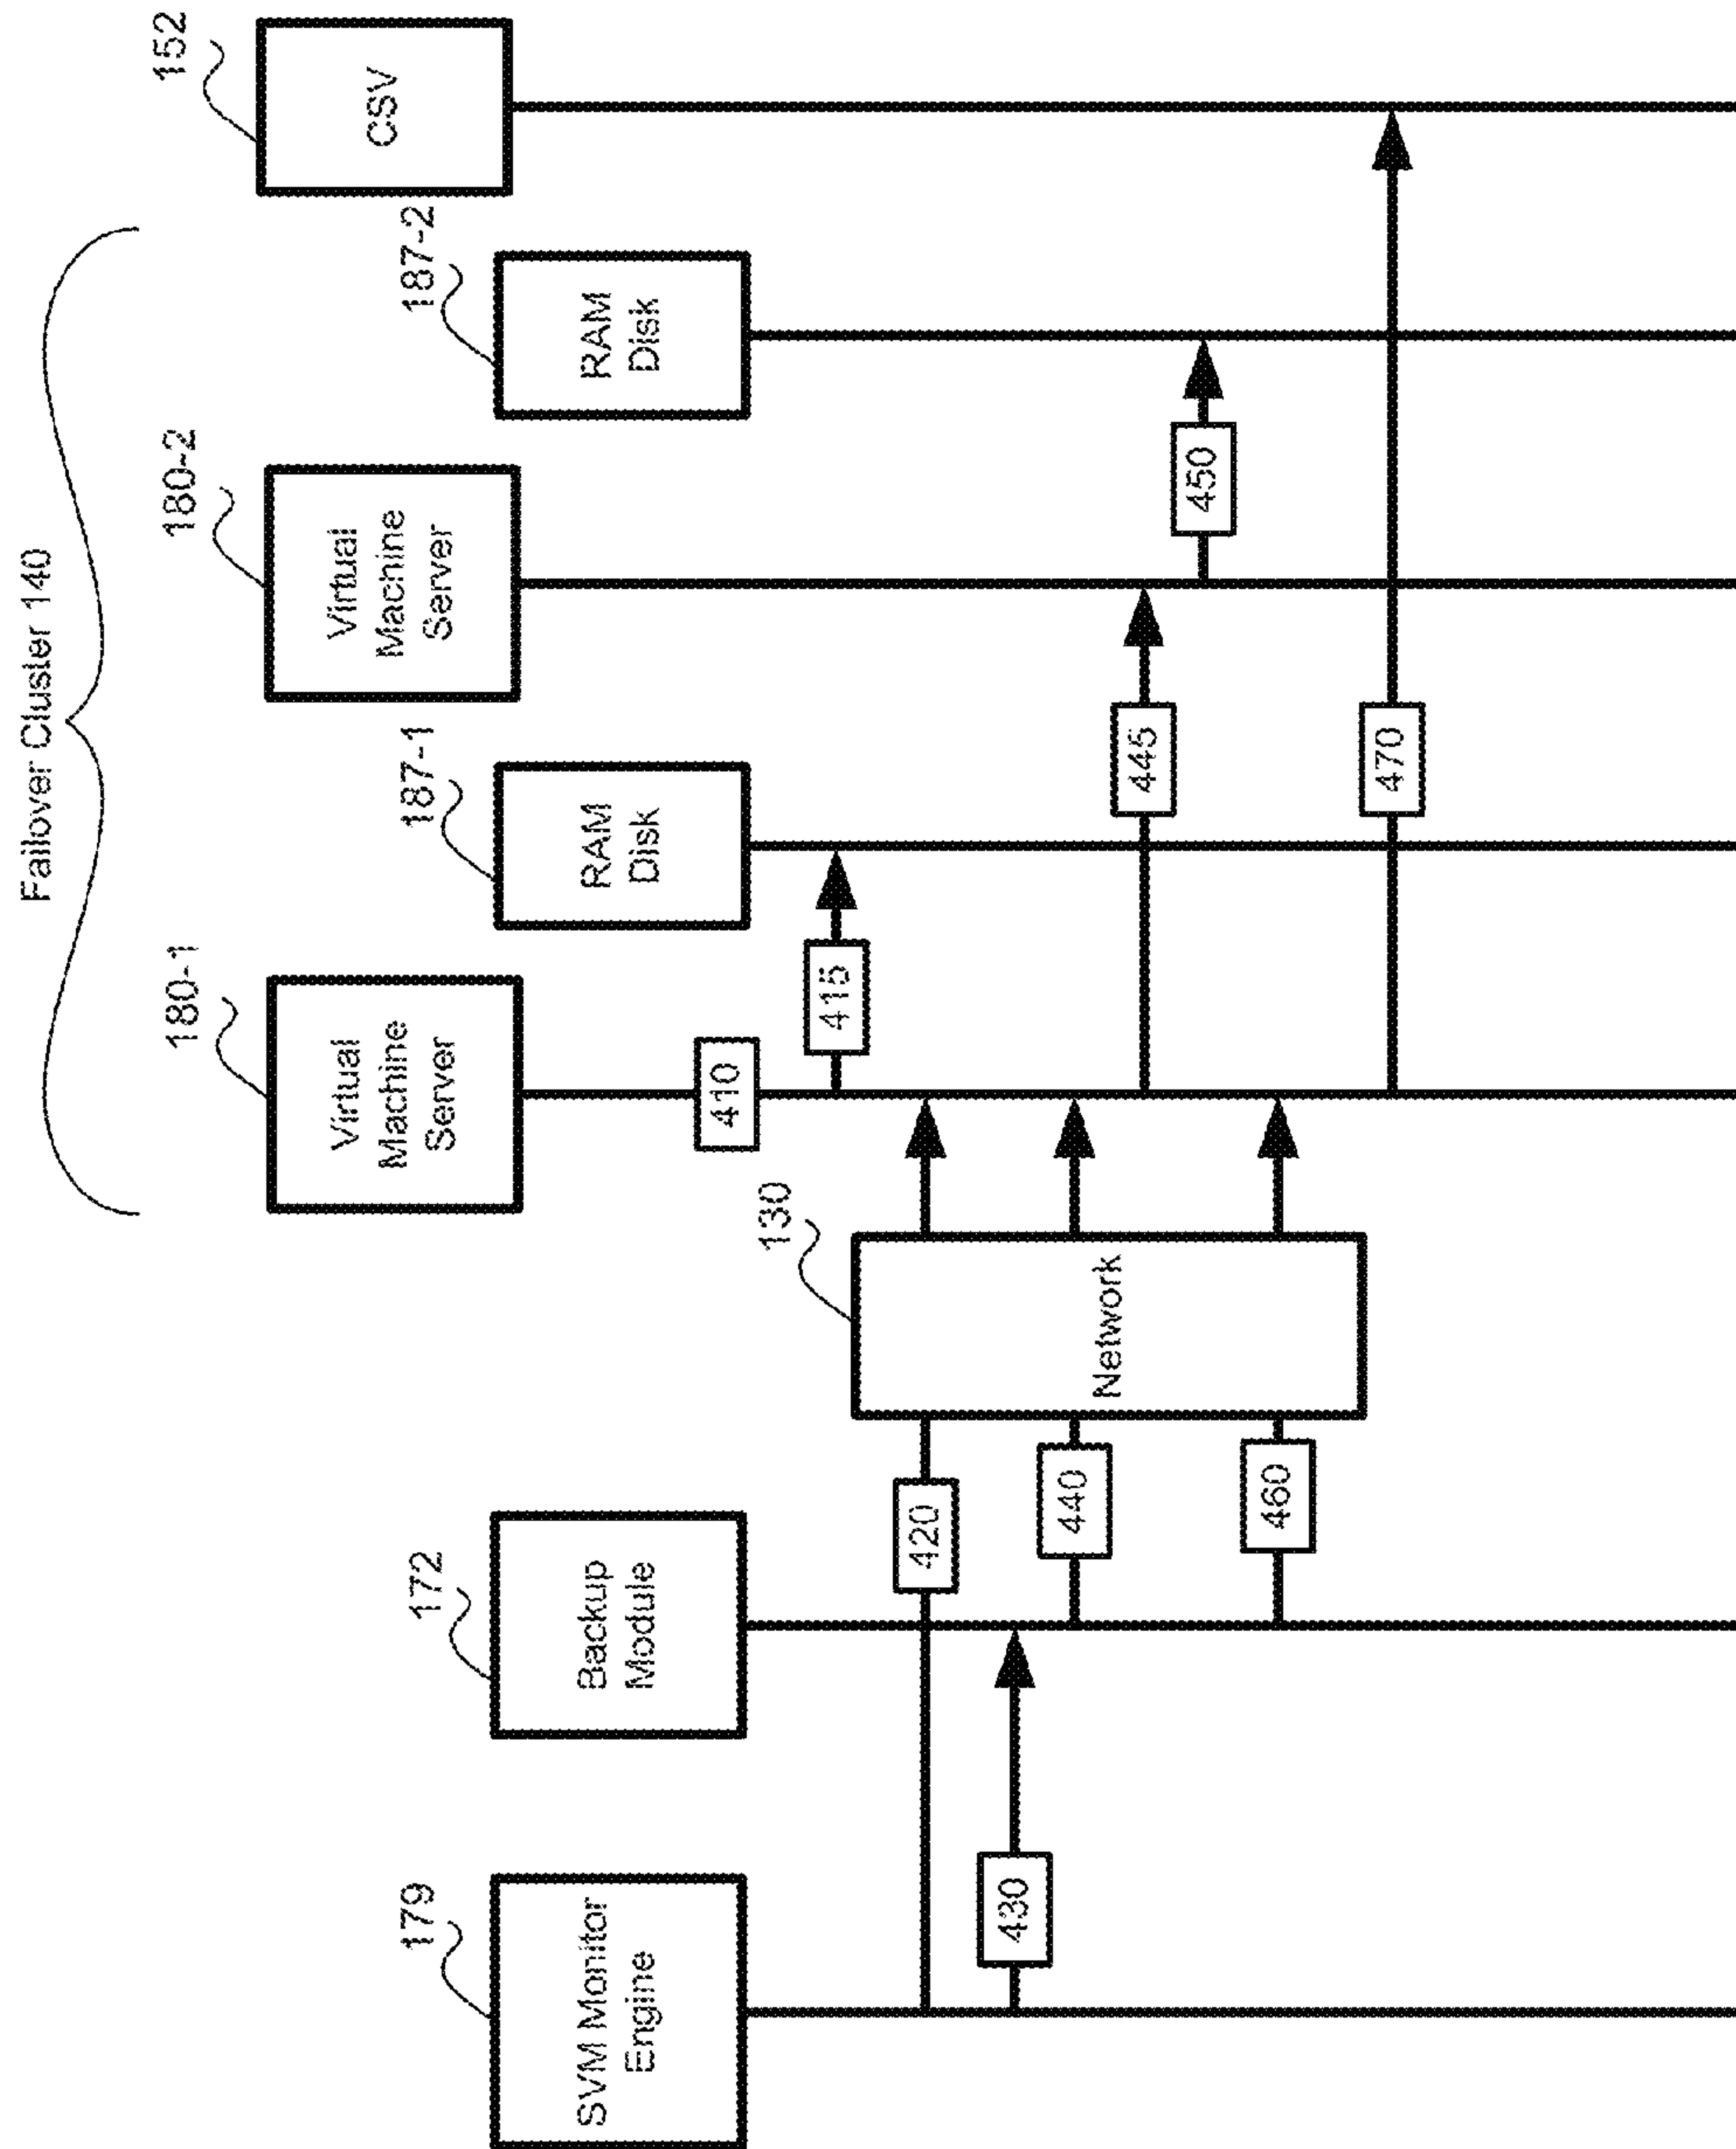 Failover Cluster 140
179
SVM Monitor
Engine
172
Backup
Module
130
Network
180-1
Virtual
Machine
Server
187-1
RAM
Disk
180-2
Virtual
Machine
Server
187-2
RAM
Disk
152
CSV
410
415
420
430
440
445
450
460
470